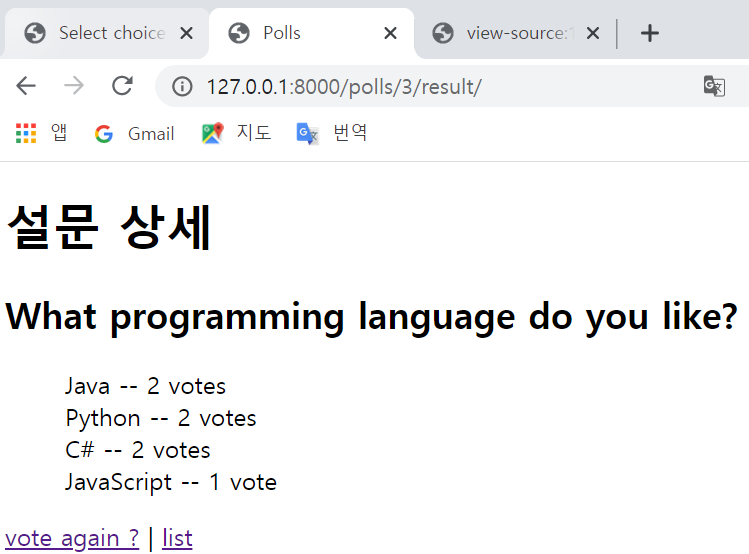 Select choice
Polls
view-source:
127.0.0.1:8000/polls/3/result/
앱 Gmail 지도 번역
설문 상세
What programming language do you like?
Java -- 2 votes
Python -- 2 votes
C# -- 2 votes
JavaScript -- 1 vote
vote again ? | list